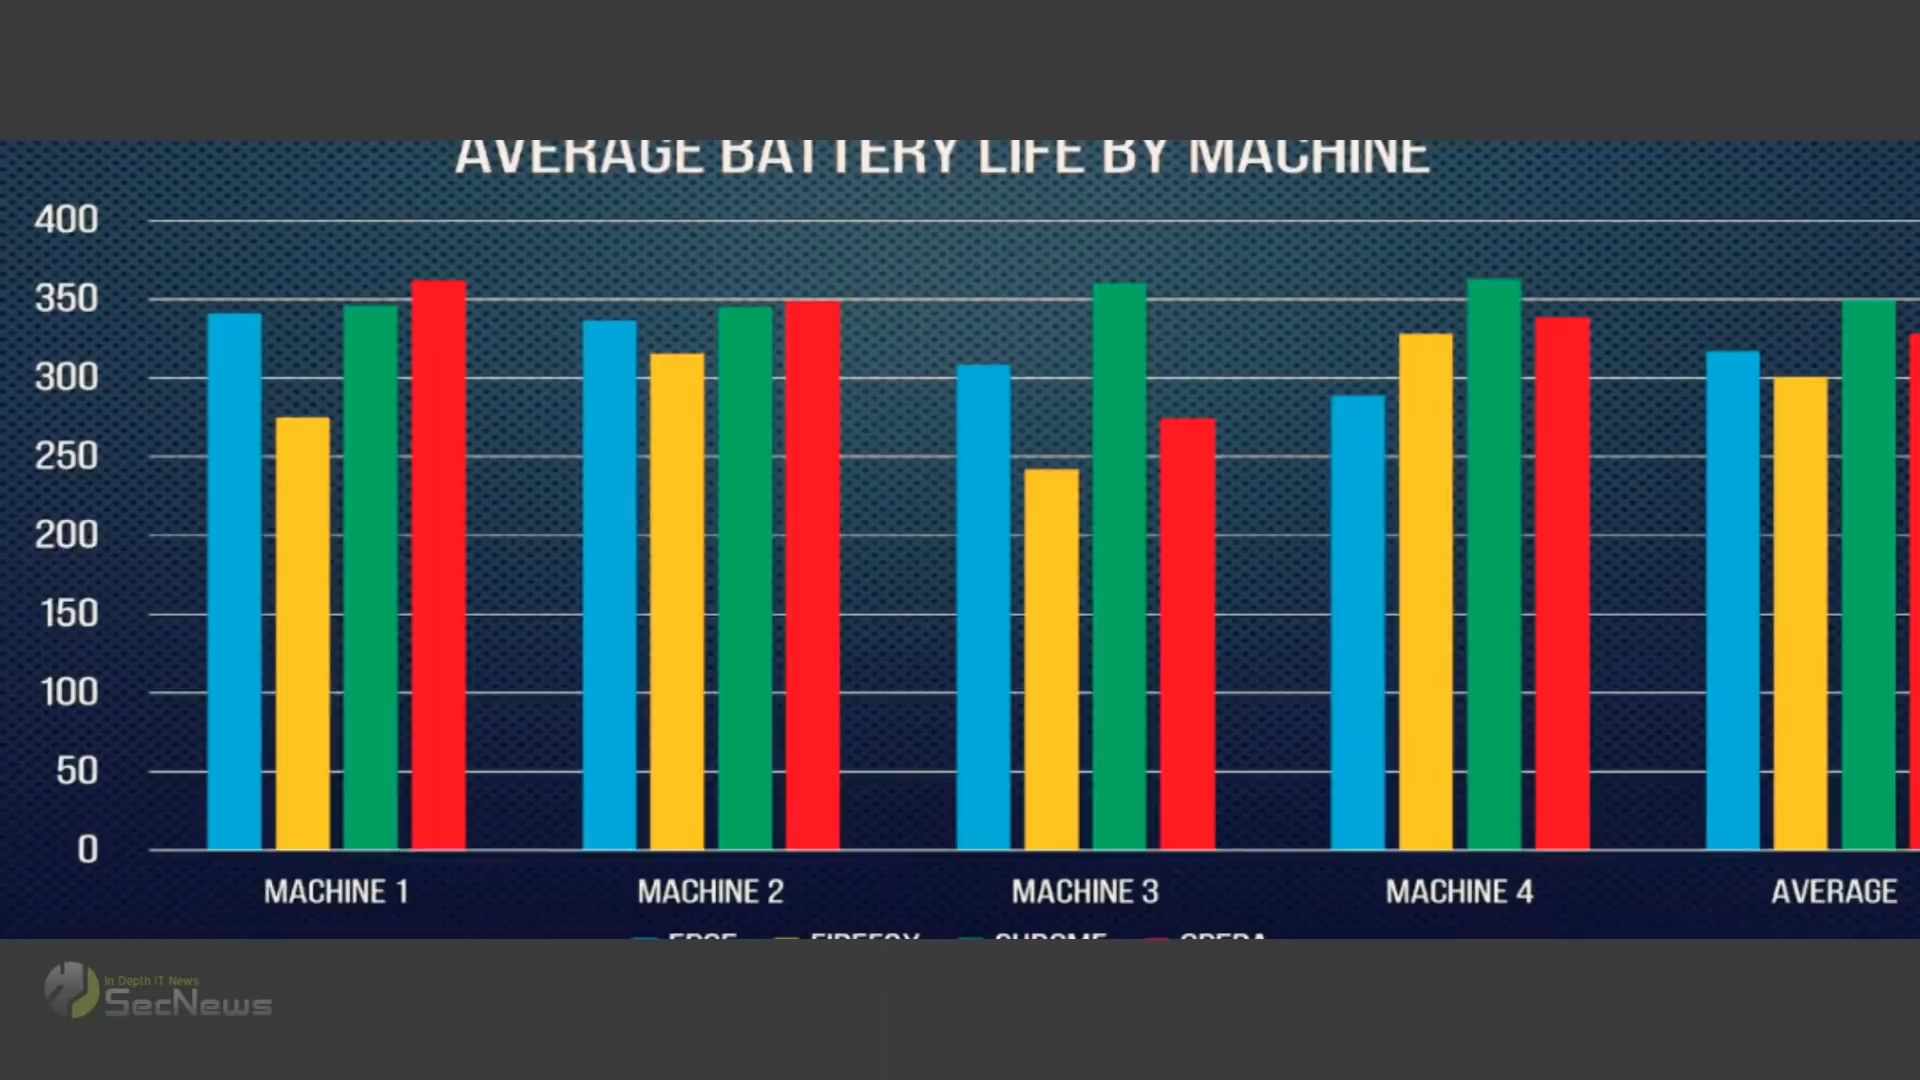 AVERAGE BATTERY LIFE BY MACHINE
400
350
300
250
200
150
100
50
0
MACHINE 1 MACHINE 2 MACHINE 3 MACHINE 4 AVERAGE
EDGE FIREFOX CHROME OPERA
In Depth IT News
SecNews